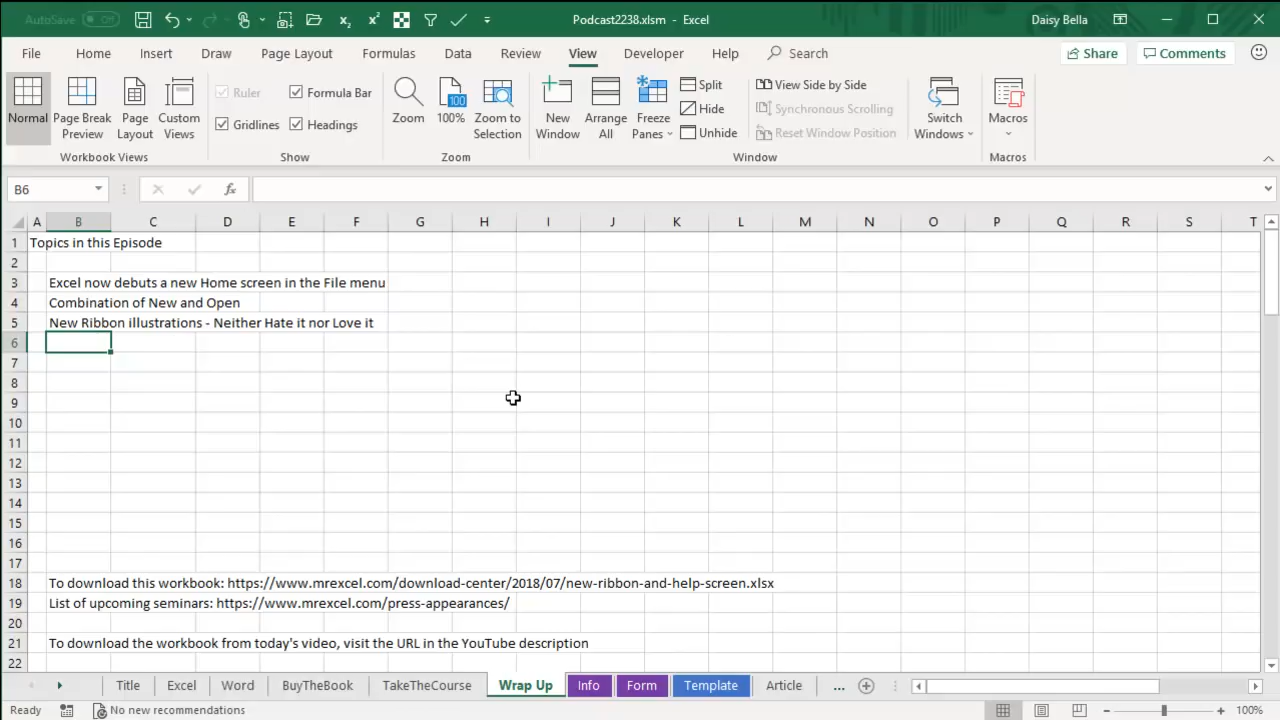 AutoSave Off Podcast2238.xlsm - Excel Daisy Bella
File Home Insert Draw Page Layout Formulas Data Review View Developer Help Search Share Comments
Normal Page Break Preview Page Layout Custom Views
Workbook Views
Ruler Formula Bar
Gridlines Headings
Show
Zoom 100% Zoom to Selection
Zoom
New Window Arrange All Freeze Panes
Split
Hide
Unhide
View Side by Side
Synchronous Scrolling
Reset Window Position
Switch Windows
Window
Macros
Macros
B6 fx
A B C D E F G H I J K L M N O P Q R S T
1 Topics in this Episode
2
3 Excel now debuts a new Home screen in the File menu
4 Combination of New and Open
5 New Ribbon illustrations - Neither Hate it nor Love it
6
7
8
9
10
11
12
13
14
15
16
17
18 To download this workbook: https://www.mrexcel.com/download-center/2018/07/new-ribbon-and-help-screen.xlsx
19 List of upcoming seminars: https://www.mrexcel.com/press-appearances/
20
21 To download the workbook from today's video, visit the URL in the YouTube description
22
Title Excel Word BuyTheBook TakeTheCourse Wrap Up Info Form Template Article ...
Ready No new recommendations 100%